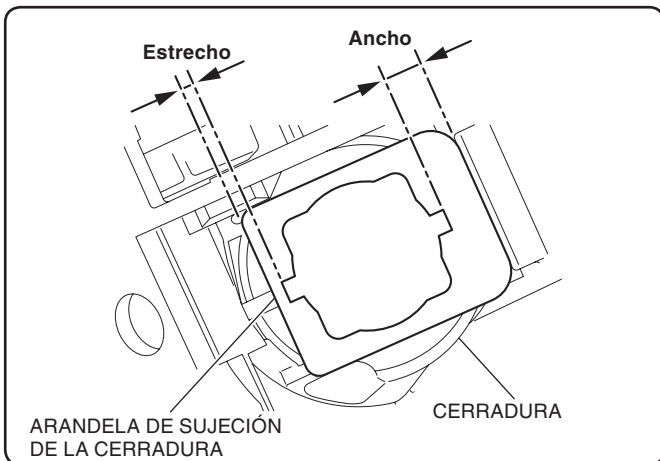 Estrecho
Ancho
ARANDELA DE SUJECIÓN
DE LA CERRADURA
CERRADURA